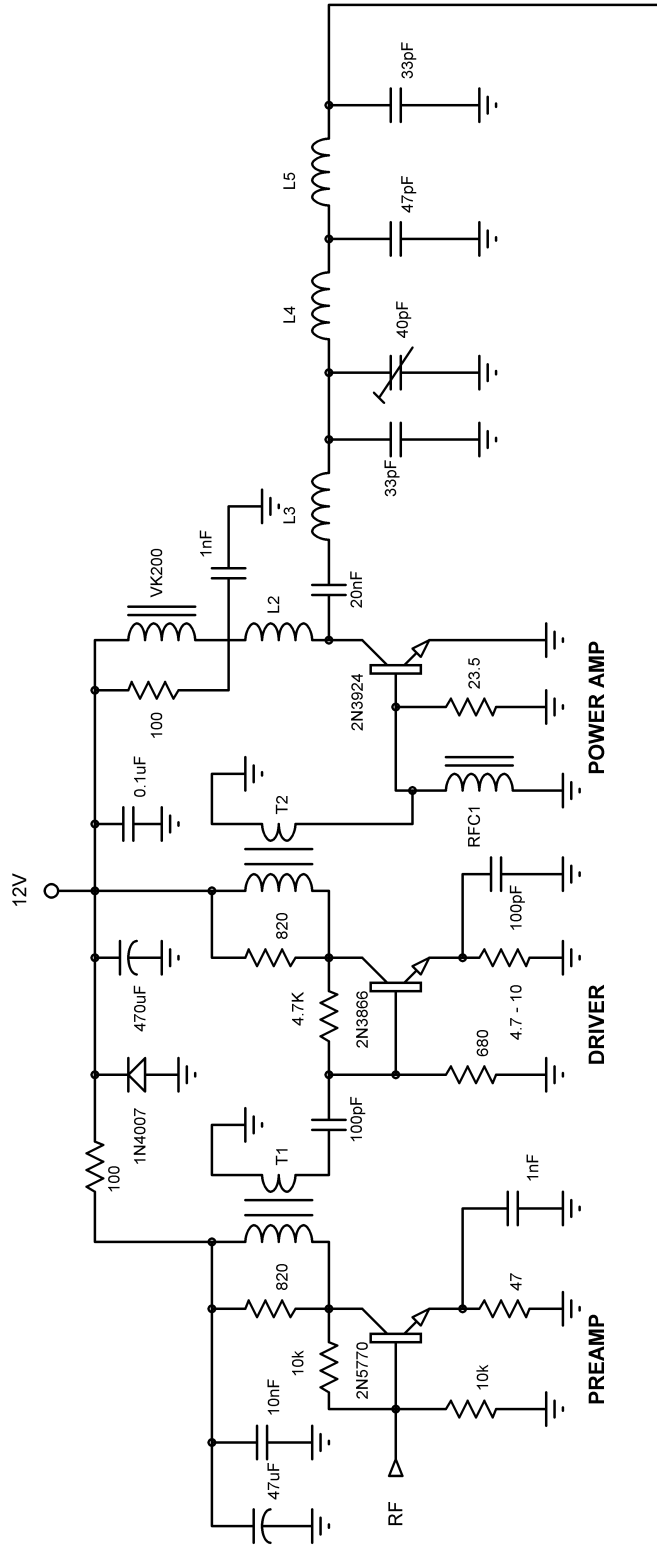 12V
100
1N4007
470uF
0.1uF
100
VK200
1nF
L2
L3
L4
L5
47uF
10nF
820
T1
820
T2
20nF
33pF
40pF
47pF
33pF
10k
2N5770
100pF
4.7K
2N3866
2N3924
RF
10k
47
1nF
680
4.7 - 10
100pF
RFC1
23.5
PREAMP
DRIVER
POWER AMP